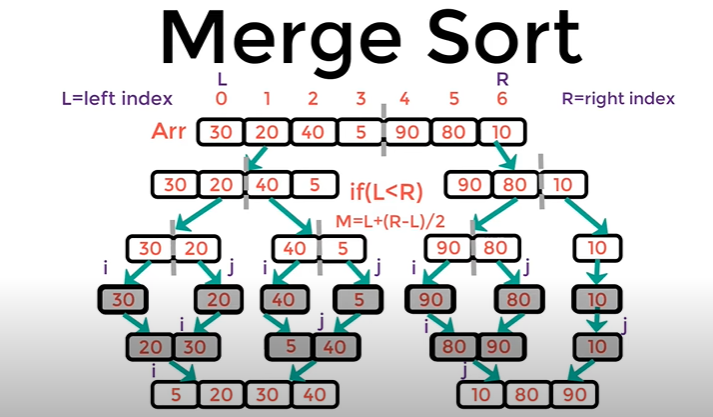 Merge Sort
L R
L=left index 0 1 2 3 4 5 6 R=right index
Arr 30 20 40 5 90 80 10
30 20 40 5 if(L<R) 90 80 10
M=L+(R-L)/2
30 20 40 5 90 80 10
i j i j i j
30 20 40 5 90 80 10
i j i j
20 30 5 40 80 90 10
i j
5 20 30 40 10 80 90